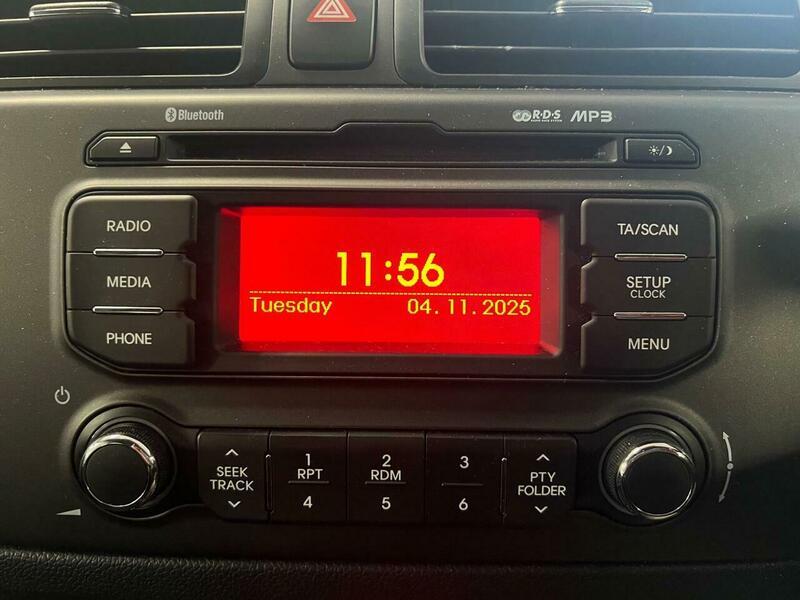 Bluetooth
R·D·S
MP3
RADIO
MEDIA
PHONE
11:56
Tuesday 04.11.2025
TA/SCAN
SETUP
CLOCK
MENU
SEEK
TRACK
1
RPT
4
2
RDM
5
3
6
PTY
FOLDER